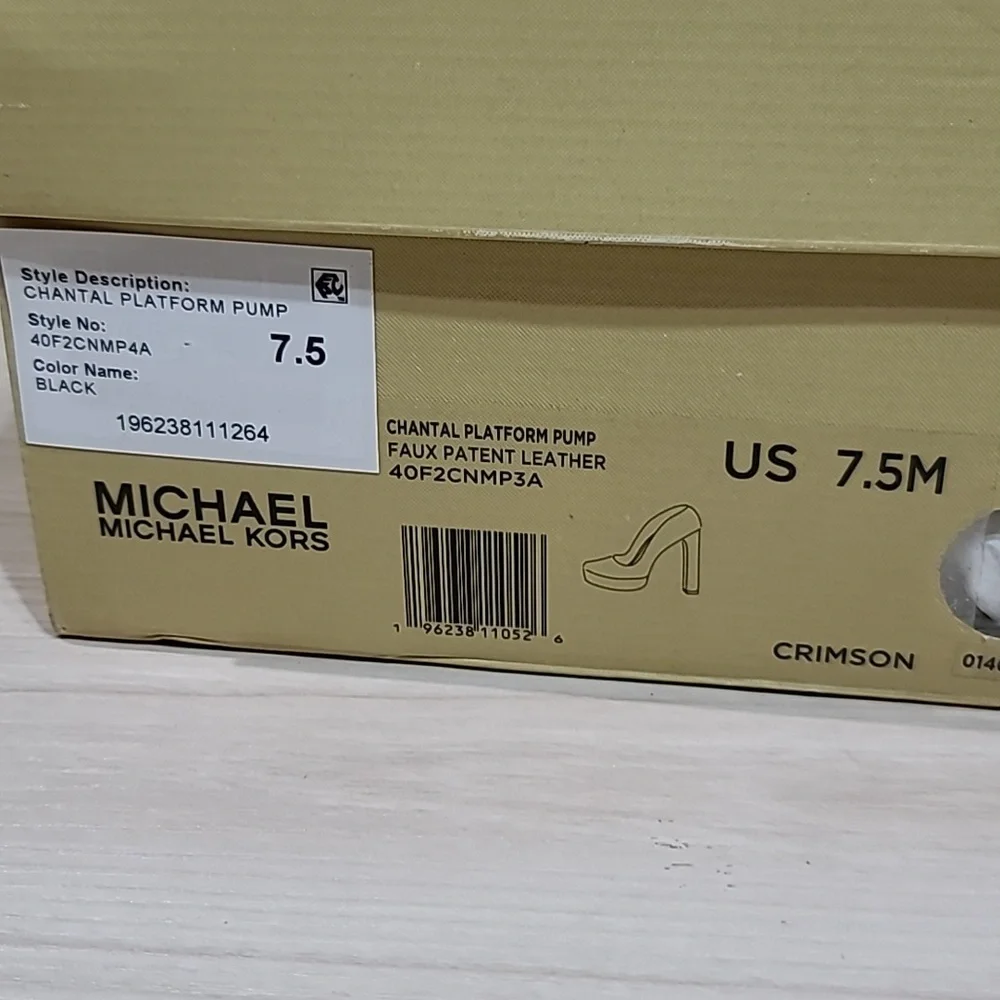 Style Description:
CHANTAL PLATFORM PUMP
Style No:
40F2CNMP4A
7.5
Color Name:
BLACK
196238111264
CHANTAL PLATFORM PUMP
FAUX PATENT LEATHER
40F2CNMP3A
US 7.5M
MICHAEL
MICHAEL KORS
1 96238 11052 6
CRIMSON